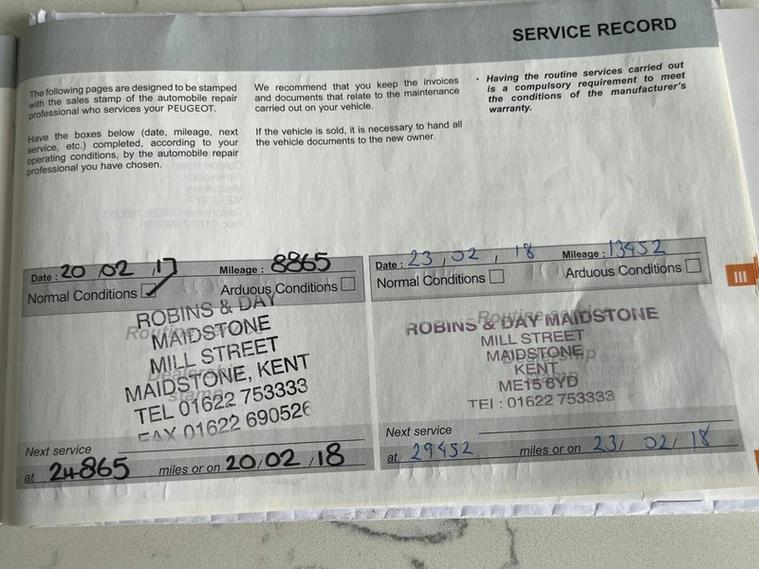 SERVICE RECORD
The following pages are designed to be stamped
with the sales stamp of the automobile repair
professional who services your PEUGEOT.
Have the boxes below (date, mileage, next
service, etc.) completed, according to your
operating conditions, by the automobile repair
professional you have chosen.
We recommend that you keep the invoices
and documents that relate to the maintenance
carried out on your vehicle.
If the vehicle is sold, it is necessary to hand all
the vehicle documents to the new owner.
• Having the routine services carried out
is a compulsory requirement to meet
the conditions of the manufacturer's
warranty.
Date : 20 / 02 / 17 Mileage : 8865
Normal Conditions Arduous Conditions
Routine service
Dealership
stamp
ROBINS & DAY
MAIDSTONE
MILL STREET
MAIDSTONE, KENT
TEL 01622 753333
FAX 01622 690526
Next service
at 24865 miles or on 20/02/18
Date : 23 / 02 / 18 Mileage : 13452
Normal Conditions Arduous Conditions
Routine service
Dealership
stamp
ROBINS & DAY MAIDSTONE
MILL STREET
MAIDSTONE
KENT
ME15 6YD
TEL : 01622 753333
Next service
at 29452 miles or on 23/ 02/ 18
III